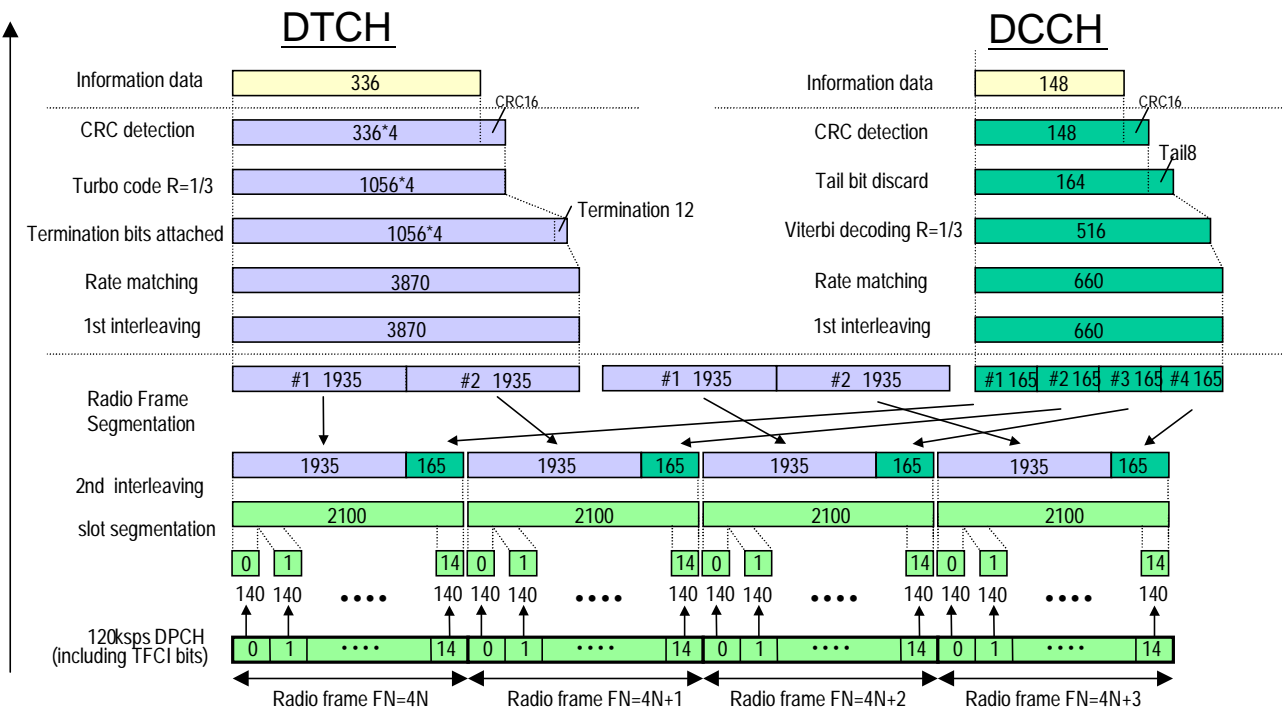 DTCH
DCCH
Information data
336
Information data
148
CRC detection
336*4
CRC16
CRC detection
148
CRC16
Turbo code R=1/3
1056*4
Tail bit discard
164
Tail8
Termination bits attached
1056*4
Termination 12
Viterbi decoding R=1/3
516
Rate matching
3870
Rate matching
660
1st interleaving
3870
1st interleaving
660
Radio Frame
Segmentation
#1 1935
#2 1935
#1 1935
#2 1935
#1 165
#2 165
#3 165
#4 165
1935
165
1935
165
1935
165
1935
165
2nd interleaving
slot segmentation
2100
2100
2100
2100
0 1 14 0 1 14 0 1 14 0 1 14
140 140 •••• 140 140 140 •••• 140 140 140 •••• 140 140 140 •••• 140
120ksps DPCH
(including TFCI bits)
0 1 •••• 14 0 1 •••• 14 0 1 •••• 14 0 1 •••• 14
Radio frame FN=4N
Radio frame FN=4N+1
Radio frame FN=4N+2
Radio frame FN=4N+3